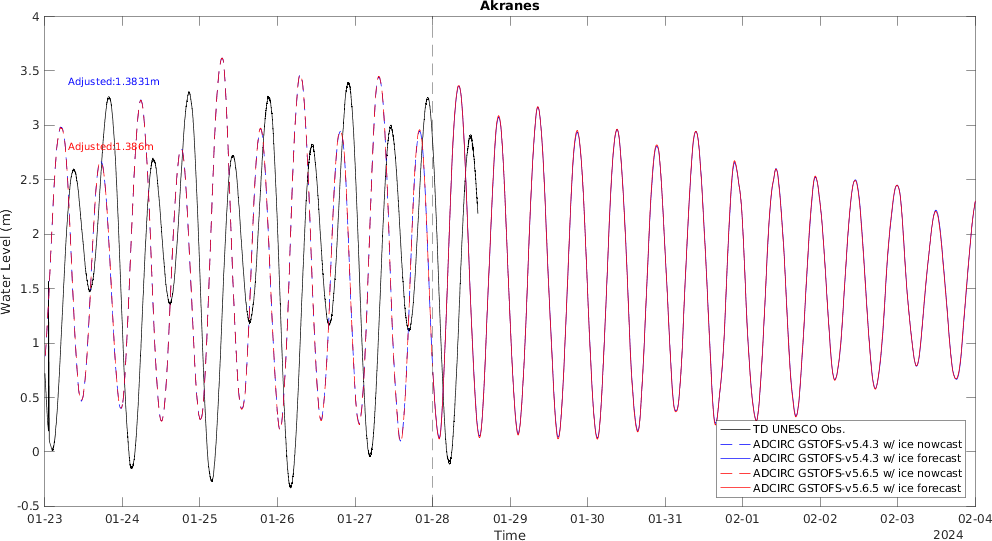 Akranes
4
3.5
3
2.5
2
1.5
1
0.5
0
-0.5
Water Level (m)
Adjusted:1.3831m
Adjusted:1.386m
TD UNESCO Obs.
ADCIRC GSTOFS-v5.4.3 w/ ice nowcast
ADCIRC GSTOFS-v5.4.3 w/ ice forecast
ADCIRC GSTOFS-v5.6.5 w/ ice nowcast
ADCIRC GSTOFS-v5.6.5 w/ ice forecast
01-23 01-24 01-25 01-26 01-27 01-28 01-29 01-30 01-31 02-01 02-02 02-03 02-04
Time
2024